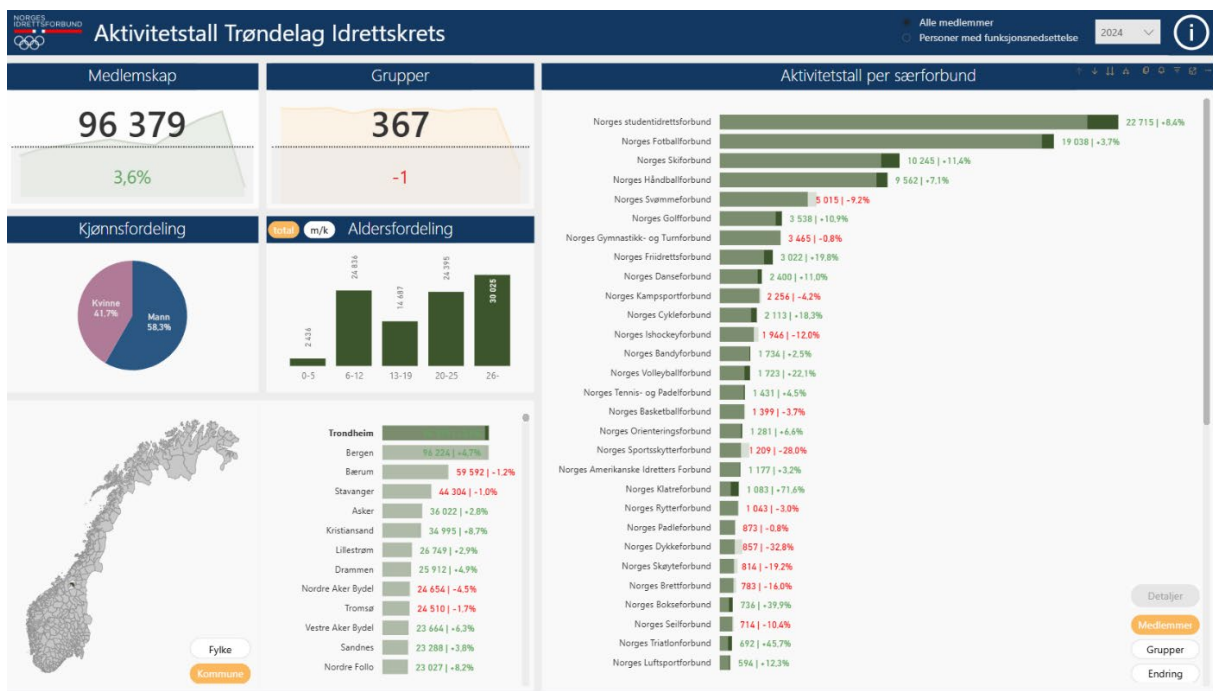 NORGES
IDRETTSFORBUND
Aktivitetstall Trøndelag Idrettskrets
Alle medlemmer
Personer med funksjonsnedsettelse
2024
i
Medlemskap
96 379
3,6%
Grupper
367
-1
Kjønnsfordeling
Kvinne
41,7%
Mann
58,3%
total
m/k
Aldersfordeling
2 436
24 836
14 687
24 395
30 025
0-5
6-12
13-19
20-25
26-
Fylke
Kommune
Trondheim
Bergen 96 224 | +4,7%
Bærum 59 592 | -1,2%
Stavanger 44 304 | -1,0%
Asker 36 022 | +2,8%
Kristiansand 34 995 | +8,7%
Lillestrøm 26 749 | +2,9%
Drammen 25 912 | +4,9%
Nordre Aker Bydel 24 654 | -4,5%
Tromsø 24 510 | -1,7%
Vestre Aker Bydel 23 664 | +6,3%
Sandnes 23 288 | +3,8%
Nordre Follo 23 027 | +8,2%
Aktivitetstall per særforbund
Norges studentidrettsforbund 22 715 | +8,4%
Norges Fotballforbund 19 038 | +3,7%
Norges Skiforbund 10 245 | +11,4%
Norges Håndballforbund 9 562 | +7,1%
Norges Svømmeforbund 5 015 | -9,2%
Norges Golfforbund 3 538 | +10,9%
Norges Gymnastikk- og Turnforbund 3 465 | -0,8%
Norges Friidrettsforbund 3 022 | +19,8%
Norges Danseforbund 2 400 | +11,0%
Norges Kampsportforbund 2 256 | -4,2%
Norges Cykleforbund 2 113 | +18,3%
Norges Ishockeyforbund 1 946 | -12,0%
Norges Bandyforbund 1 734 | +2,5%
Norges Volleyballforbund 1 723 | +22,1%
Norges Tennis- og Padelforbund 1 431 | +4,5%
Norges Basketballforbund 1 399 | -3,7%
Norges Orienteringsforbund 1 281 | +6,6%
Norges Sportsskytterforbund 1 209 | -28,0%
Norges Amerikanske Idretters Forbund 1 177 | +3,2%
Norges Klatreforbund 1 083 | +71,6%
Norges Rytterforbund 1 043 | -3,0%
Norges Padleforbund 873 | -0,8%
Norges Dykkeforbund 857 | -32,8%
Norges Skøyteforbund 814 | -19,2%
Norges Brettforbund 783 | -16,0%
Norges Bokseforbund 736 | +39,9%
Norges Seilforbund 714 | -10,4%
Norges Triatlonforbund 692 | +45,7%
Norges Luftsportforbund 594 | +12,3%
Detaljer
Medlemmer
Grupper
Endring